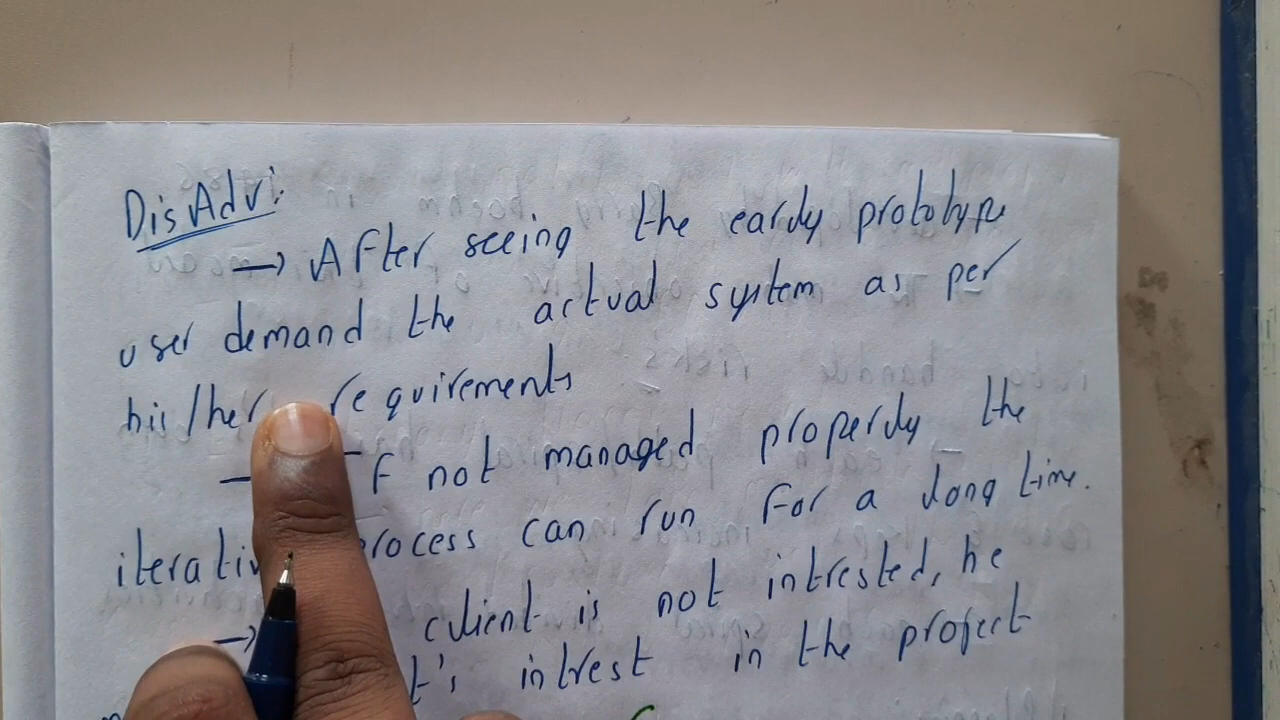 DisAdv:
→ After seeing the early prototype
user demand the actual system as per
his/her requirements
not managed properly the
process can run for a long time.
→ client is not intrested, he
intrest in the project